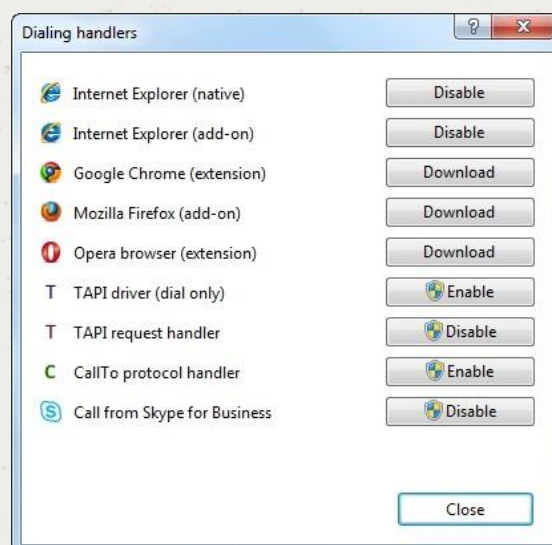 Dialing handlers
Internet Explorer (native) Disable
Internet Explorer (add-on) Disable
Google Chrome (extension) Download
Mozilla Firefox (add-on) Download
Opera browser (extension) Download
T TAPI driver (dial only) Enable
T TAPI request handler Disable
C CallTo protocol handler Enable
S Call from Skype for Business Disable
Close